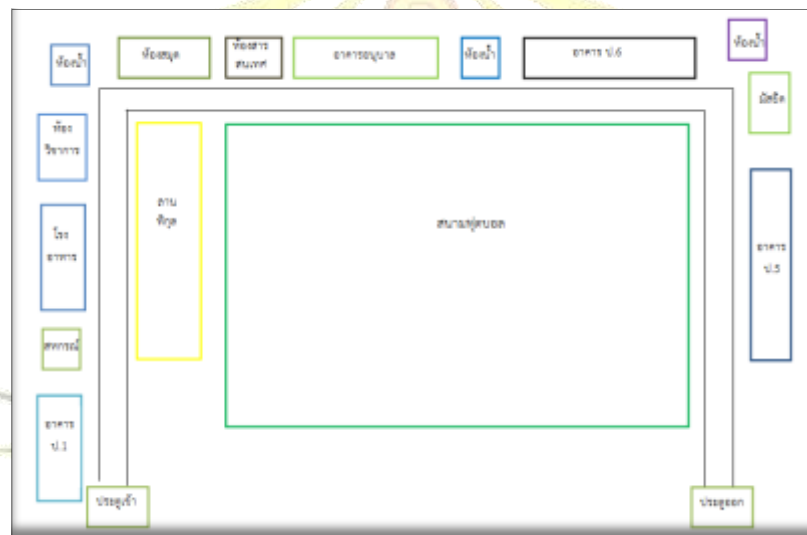 ห้องน้ำ
ห้องสมุด
ห้องสาร
สนเทศ
อาคารอนุบาล
ห้องน้ำ
อาคาร ป.6
ห้องน้ำ
มัสยิด
ห้อง
วิชาการ
ลาน
พิกุล
สนามฟุตบอล
โรง
อาหาร
อาคาร
ป.5
สหกรณ์
อาคาร
ป.1
ประตูเข้า
ประตูออก